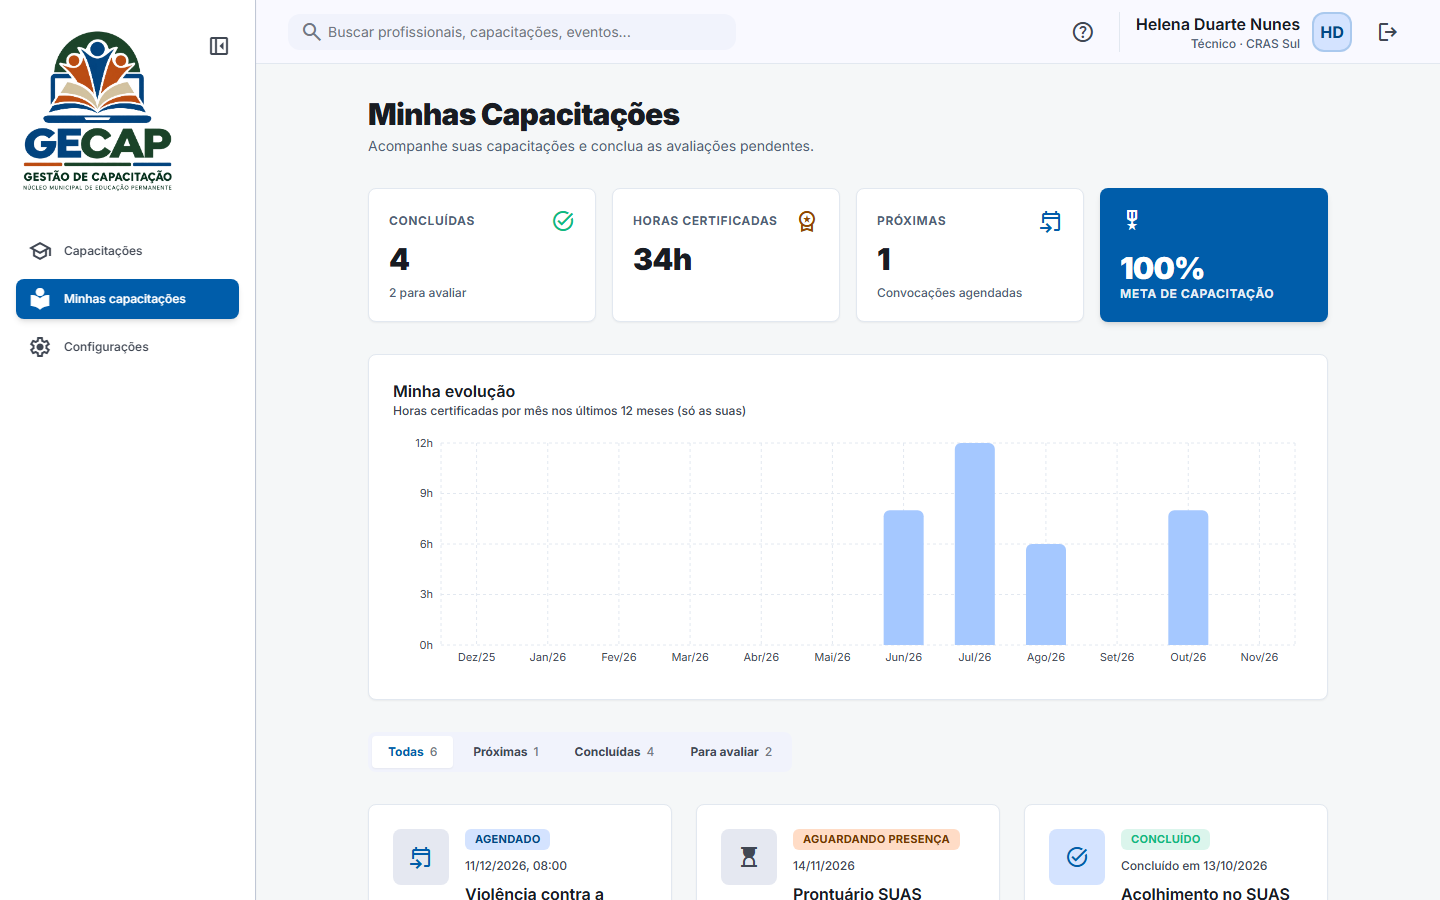 GECAP
GESTÃO DE CAPACITAÇÃO
NÚCLEO MUNICIPAL DE EDUCAÇÃO PERMANENTE
Capacitações
Minhas capacitações
Configurações
Buscar profissionais, capacitações, eventos...
Helena Duarte Nunes
Técnico · CRAS Sul
HD
Minhas Capacitações
Acompanhe suas capacitações e conclua as avaliações pendentes.
CONCLUÍDAS
4
2 para avaliar
HORAS CERTIFICADAS
34h
PRÓXIMAS
1
Convocações agendadas
100%
META DE CAPACITAÇÃO
Minha evolução
Horas certificadas por mês nos últimos 12 meses (só as suas)
12h
9h
6h
3h
0h
Dez/25 Jan/26 Fev/26 Mar/26 Abr/26 Mai/26 Jun/26 Jul/26 Ago/26 Set/26 Out/26 Nov/26
Todas 6 Próximas 1 Concluídas 4 Para avaliar 2
AGENDADO
11/12/2026, 08:00
Violência contra a
AGUARDANDO PRESENÇA
14/11/2026
Prontuário SUAS
CONCLUÍDO
Concluído em 13/10/2026
Acolhimento no SUAS